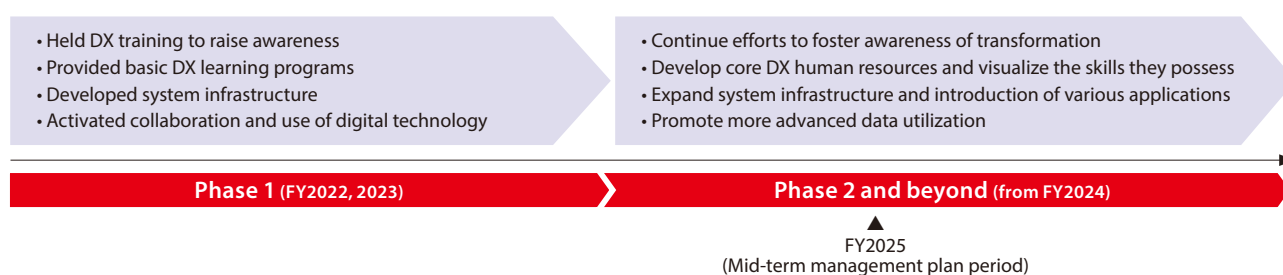 • Held DX training to raise awareness
• Provided basic DX learning programs
• Developed system infrastructure
• Activated collaboration and use of digital technology
• Continue efforts to foster awareness of transformation
• Develop core DX human resources and visualize the skills they possess
• Expand system infrastructure and introduction of various applications
• Promote more advanced data utilization
Phase 1 (FY2022, 2023)
Phase 2 and beyond (from FY2024)
▲
FY2025
(Mid-term management plan period)